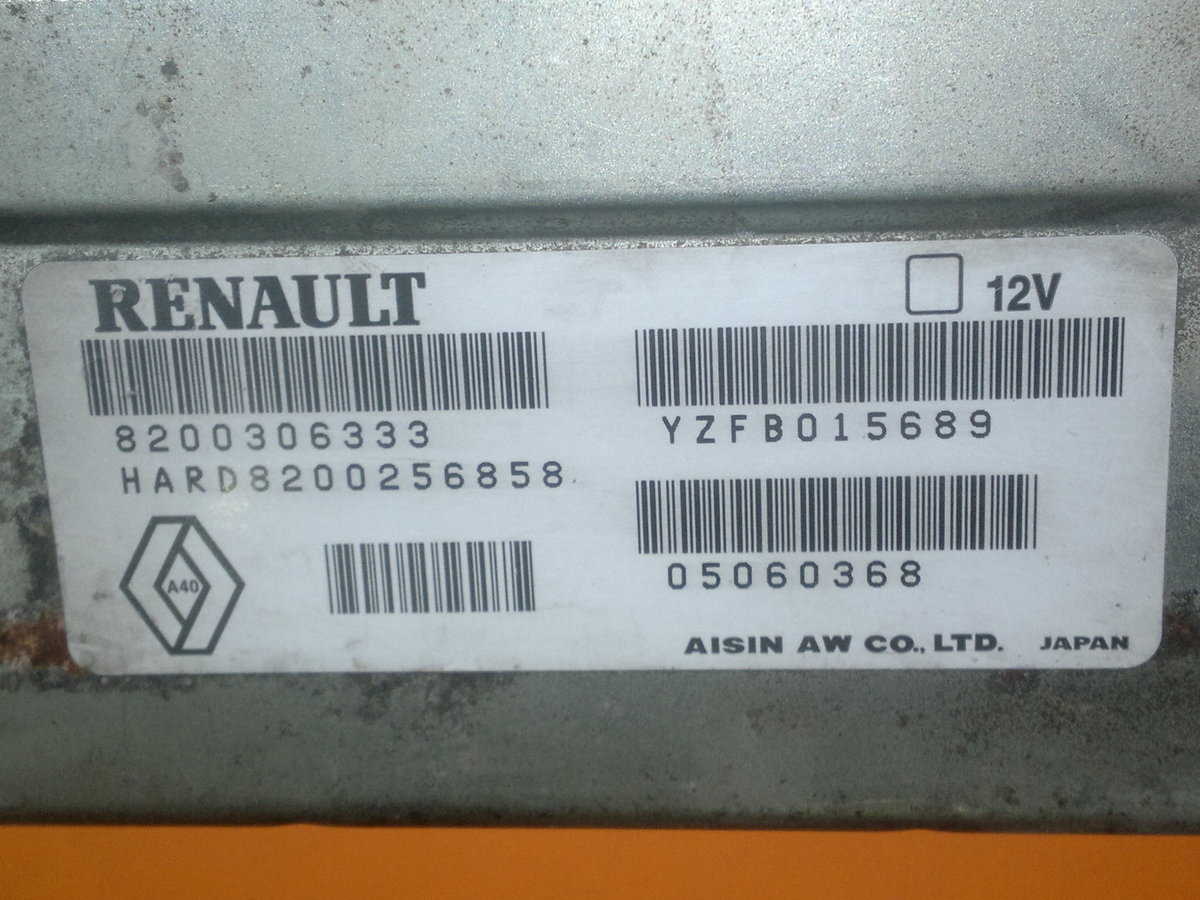 RENAULT
12V
8200306333
HARD8200256858
YZFB015689
A40
05060368
AISIN AW CO., LTD. JAPAN